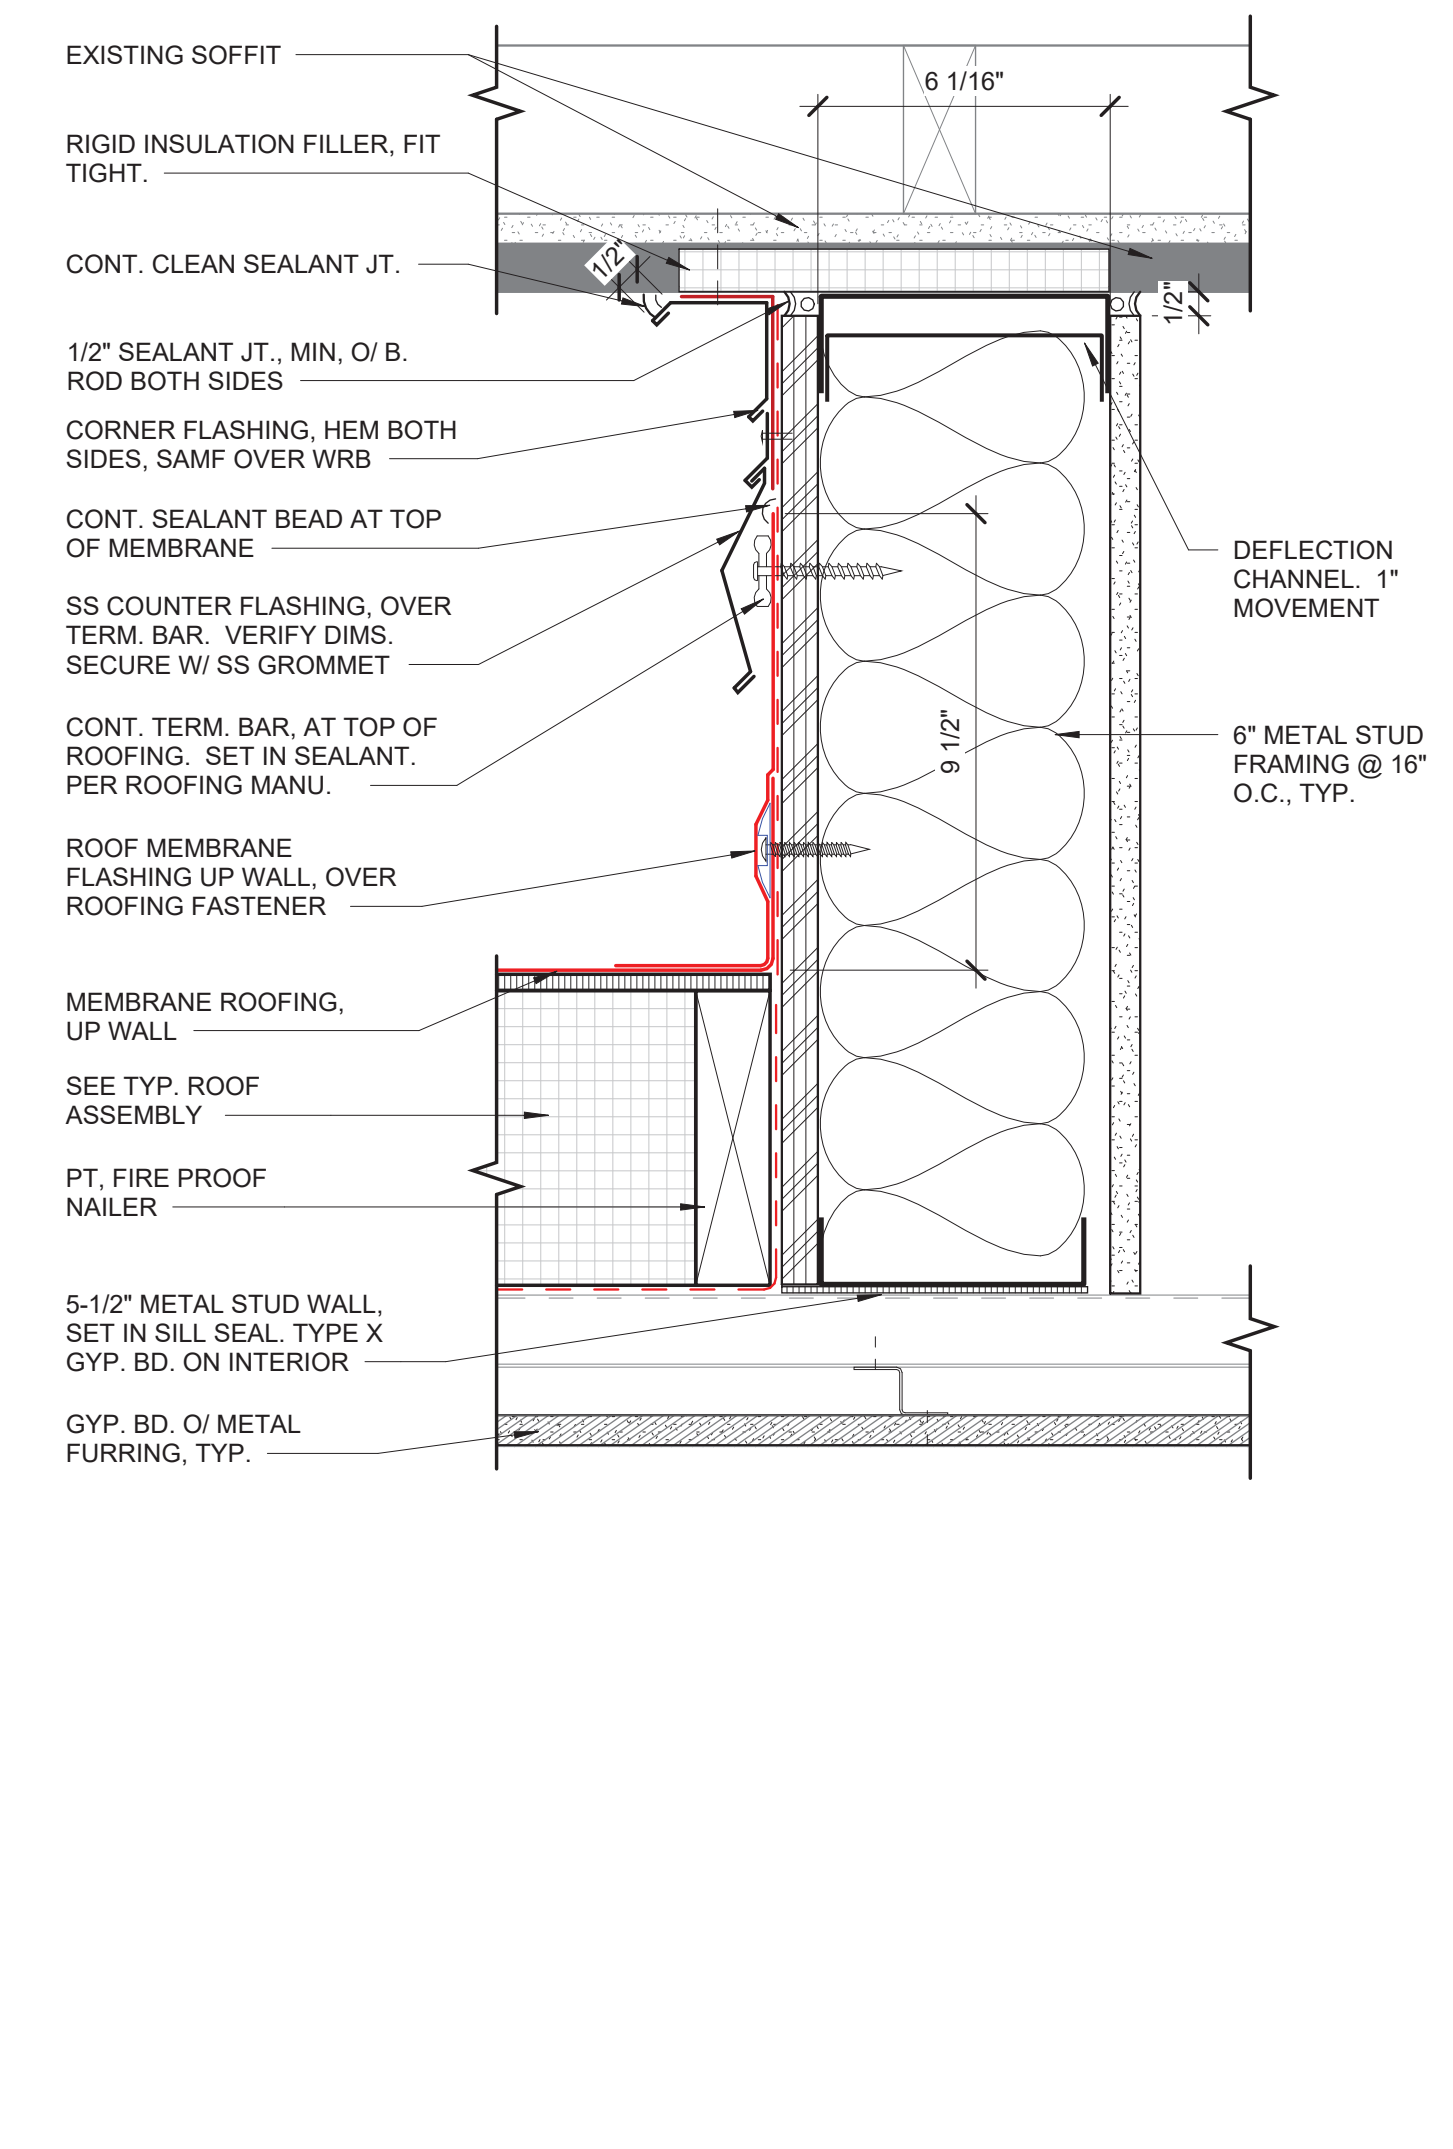 EXISTING SOFFIT
6 1/16"
RIGID INSULATION FILLER, FIT
TIGHT.
CONT. CLEAN SEALANT JT.
1/2"
1/2"
1/2" SEALANT JT., MIN, O/ B.
ROD BOTH SIDES
CORNER FLASHING, HEM BOTH
SIDES, SAMF OVER WRB
CONT. SEALANT BEAD AT TOP
OF MEMBRANE
DEFLECTION
CHANNEL. 1"
MOVEMENT
SS COUNTER FLASHING, OVER
TERM. BAR. VERIFY DIMS.
SECURE W/ SS GROMMET
CONT. TERM. BAR, AT TOP OF
ROOFING. SET IN SEALANT.
PER ROOFING MANU.
9 1/2"
6" METAL STUD
FRAMING @ 16"
O.C., TYP.
ROOF MEMBRANE
FLASHING UP WALL, OVER
ROOFING FASTENER
MEMBRANE ROOFING,
UP WALL
SEE TYP. ROOF
ASSEMBLY
PT, FIRE PROOF
NAILER
5-1/2" METAL STUD WALL,
SET IN SILL SEAL. TYPE X
GYP. BD. ON INTERIOR
GYP. BD. O/ METAL
FURRING, TYP.